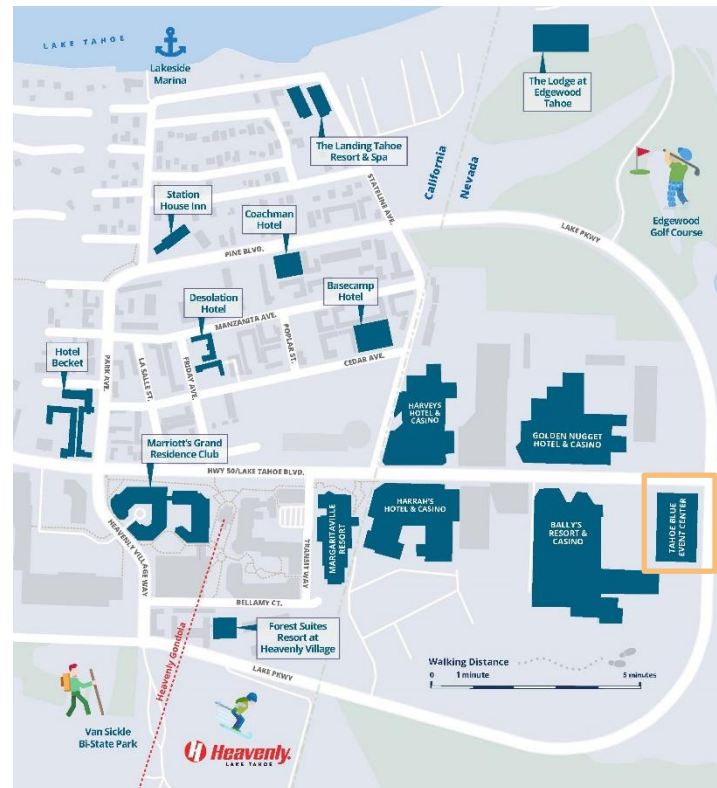 LAKE TAHOE
Lakeside
Marina
The Lodge at
Edgewood
Tahoe
The Landing Tahoe
Resort & Spa
California
Nevada
STATELINE AVE.
Station
House Inn
Coachman
Hotel
LAKE PKWY
Edgewood
Golf Course
PINE BLVD.
Desolation
Hotel
Basecamp
Hotel
MANZANITA AVE.
POPLAR ST.
CEDAR AVE.
Hotel
Becket
PARK AVE.
LA SALLE ST.
FRIDAY AVE.
HARVEY'S
HOTEL &
CASINO
GOLDEN NUGGET
HOTEL & CASINO
Marriott's Grand
Residence Club
HWY 50/LAKE TAHOE BLVD.
HEAVENLY VILLAGE WAY
TRANSIT WAY
MARGARITAVILLE
RESORT
HARRAH'S
HOTEL & CASINO
BALLY'S
RESORT &
CASINO
TAHOE BLUE
EVENT CENTER
BELLAMY CT.
Forest Suites
Resort at
Heavenly Village
Heavenly Gondola
LAKE PKWY
Walking Distance
0 1 minute 5 minutes
Van Sickle
Bi-State Park
H Heavenly.
LAKE TAHOE